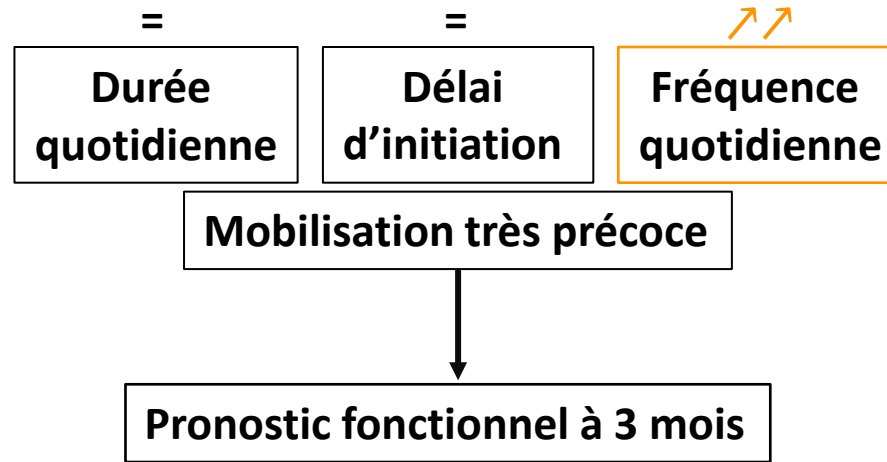 = = ↗↗
Durée
quotidienne
Délai
d’initiation
Fréquence
quotidienne
Mobilisation très précoce
Pronostic fonctionnel à 3 mois